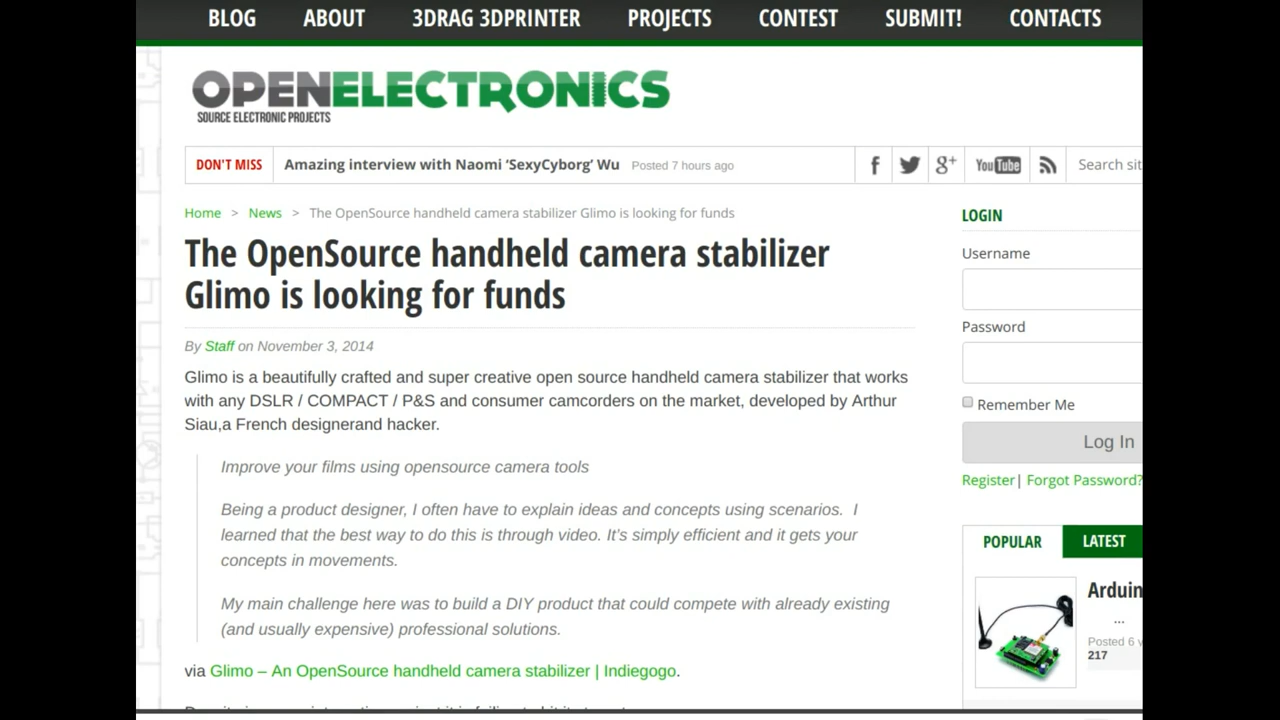 BLOG ABOUT 3DRAG 3DPRINTER PROJECTS CONTEST SUBMIT! CONTACTS
OPENELECTRONICS
SOURCE ELECTRONIC PROJECTS
DON'T MISS Amazing interview with Naomi ‘SexyCyborg’ Wu Posted 7 hours ago f g+ YouTube Search sit
Home > News > The OpenSource handheld camera stabilizer Glimo is looking for funds
The OpenSource handheld camera stabilizer
Glimo is looking for funds
By Staff on November 3, 2014
Glimo is a beautifully crafted and super creative open source handheld camera stabilizer that works
with any DSLR / COMPACT / P&S and consumer camcorders on the market, developed by Arthur
Siau,a French designerand hacker.
Improve your films using opensource camera tools
Being a product designer, I often have to explain ideas and concepts using scenarios. I
learned that the best way to do this is through video. It’s simply efficient and it gets your
concepts in movements.
My main challenge here was to build a DIY product that could compete with already existing
(and usually expensive) professional solutions.
via Glimo – An OpenSource handheld camera stabilizer | Indiegogo.
LOGIN
Username
Password
Remember Me
Log In
Register| Forgot Password?
POPULAR LATEST
Arduin
...
Posted 6 y
217